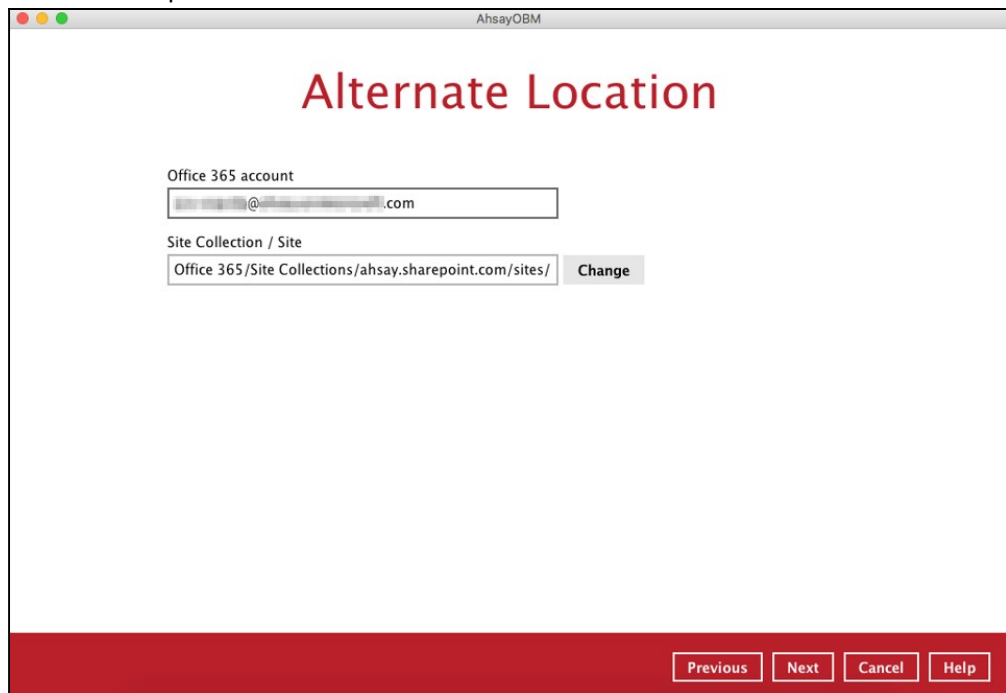 AhsayOBM
Alternate Location
Office 365 account
@ .com
Site Collection / Site
Office 365/Site Collections/ahsay.sharepoint.com/sites/ Change
Previous Next Cancel Help